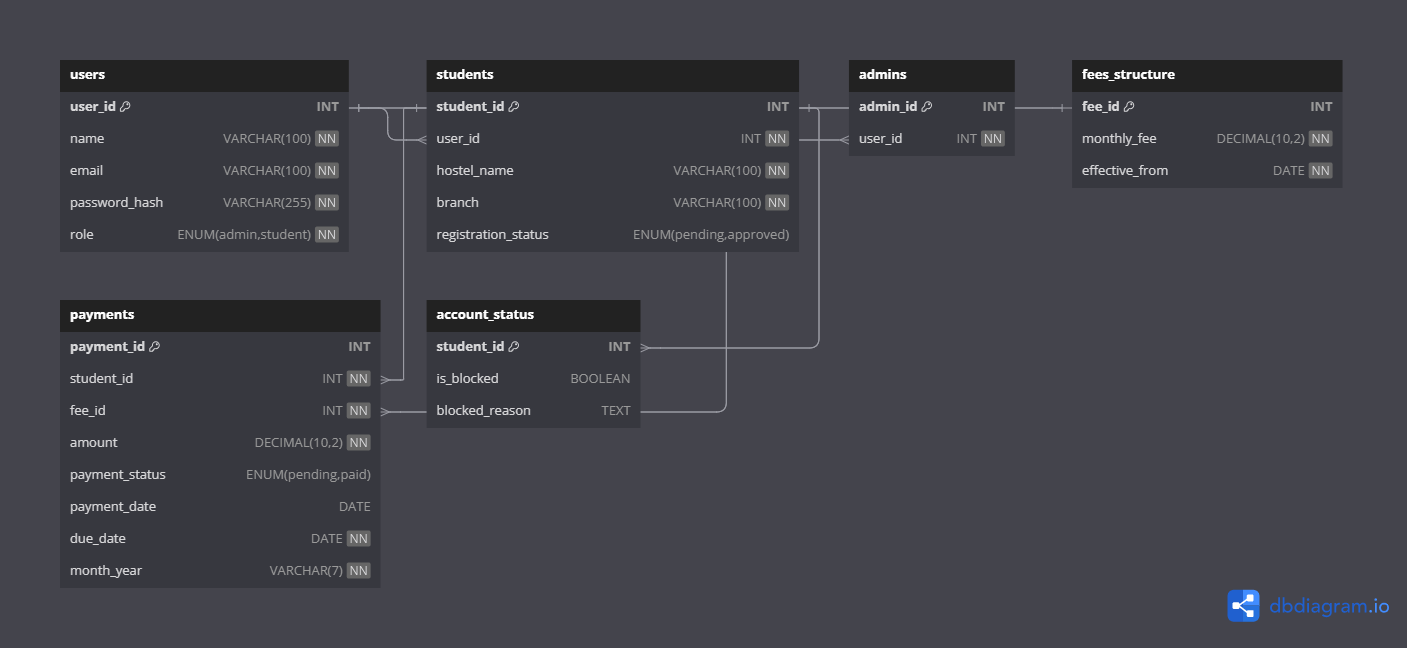 users
user_id INT
name VARCHAR(100) NN
email VARCHAR(100) NN
password_hash VARCHAR(255) NN
role ENUM(admin,student) NN
students
student_id INT
user_id INT NN
hostel_name VARCHAR(100) NN
branch VARCHAR(100) NN
registration_status ENUM(pending,approved)
admins
admin_id INT
user_id INT NN
fees_structure
fee_id INT
monthly_fee DECIMAL(10,2) NN
effective_from DATE NN
payments
payment_id INT
student_id INT NN
fee_id INT NN
amount DECIMAL(10,2) NN
payment_status ENUM(pending,paid)
payment_date DATE
due_date DATE NN
month_year VARCHAR(7) NN
account_status
student_id INT
is_blocked BOOLEAN
blocked_reason TEXT
dbdiagram.io